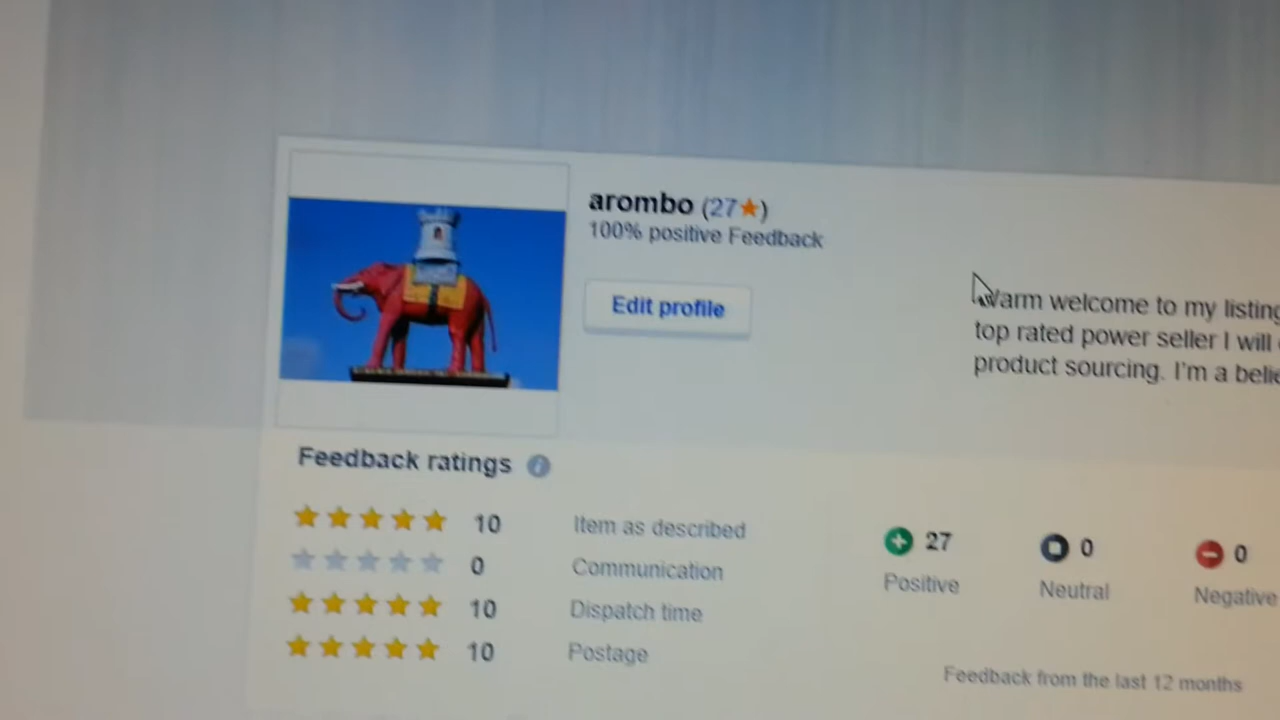 arombo (27)
100% positive Feedback
Edit profile
Warm welcome to my listing
top rated power seller I will
product sourcing. I'm a
Feedback ratings
10 Item as described
0 Communication
10 Dispatch time
10 Postage
27 Positive
0 Neutral
0 Negative
Feedback from the last 12 months